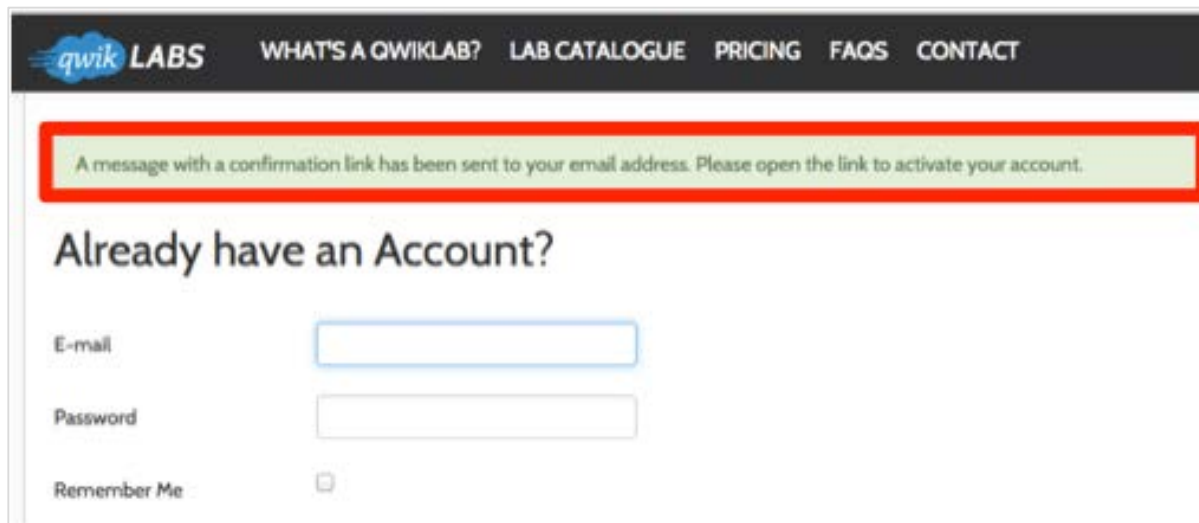 qwik LABS WHAT'S A QWIKLAB? LAB CATALOGUE PRICING FAQS CONTACT
A message with a confirmation link has been sent to your email address. Please open the link to activate your account.
Already have an Account?
E-mail
Password
Remember Me